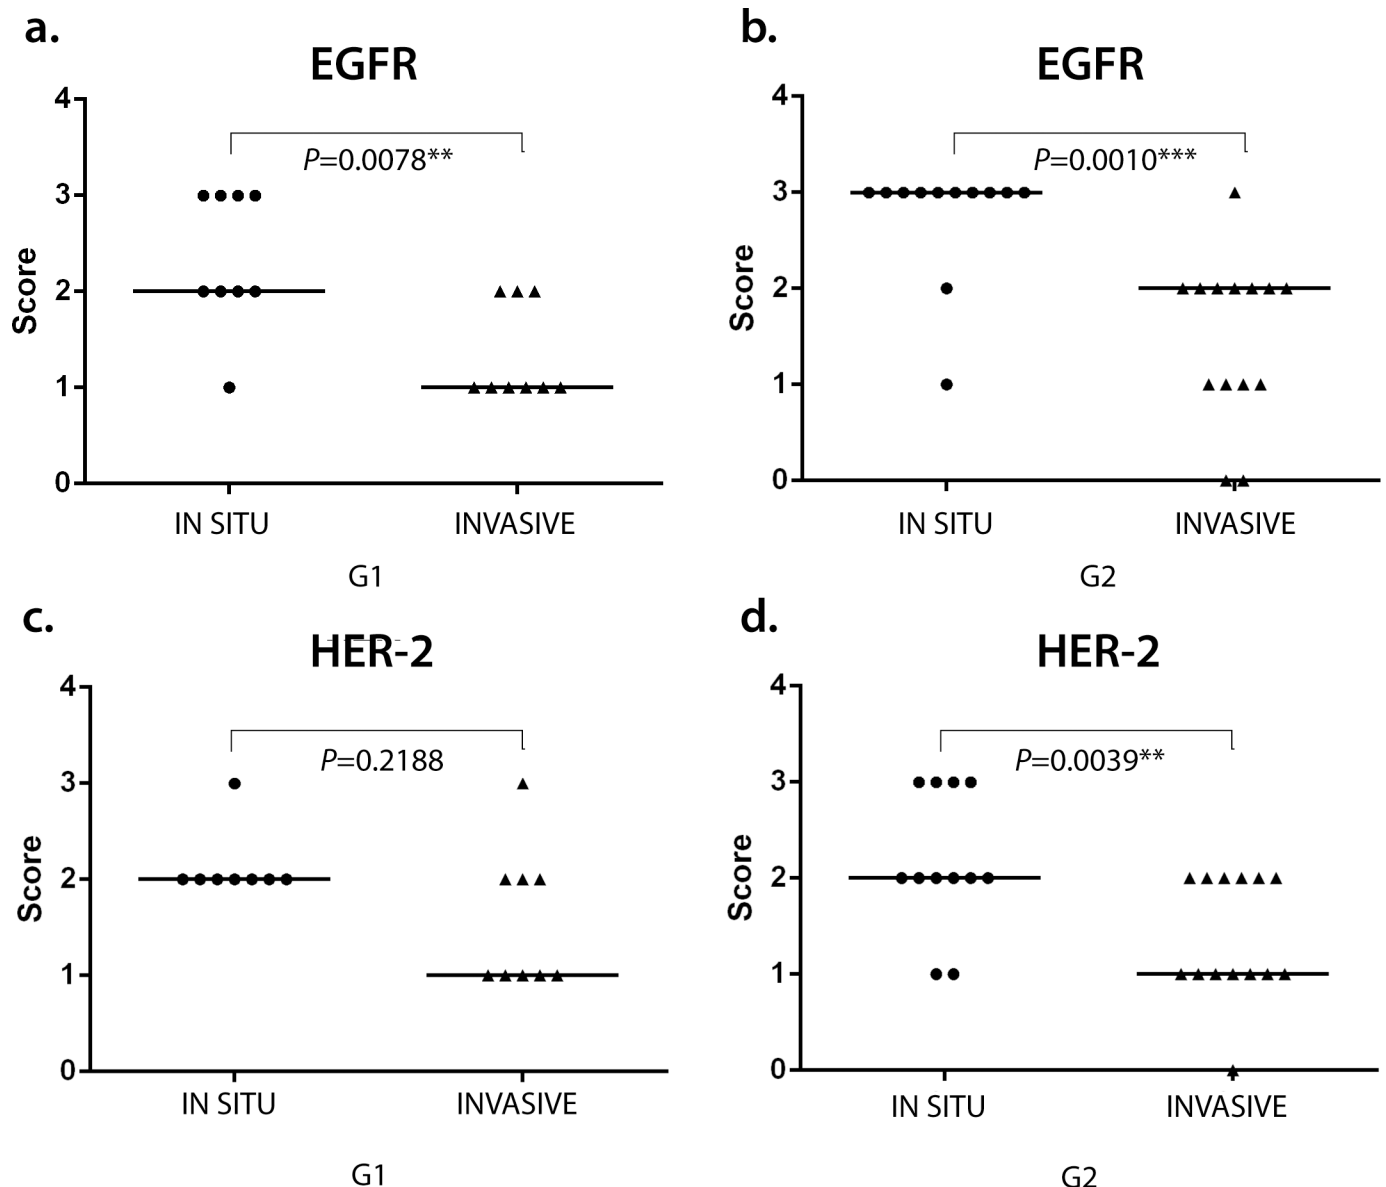 a.
EGFR
4
3
2
1
0
Score
P=0.0078**
IN SITU
INVASIVE
G1
b.
EGFR
4
3
2
1
0
Score
P=0.0010***
IN SITU
INVASIVE
G2
c.
HER-2
4
3
2
1
0
Score
P=0.2188
IN SITU
INVASIVE
G1
d.
HER-2
4
3
2
1
0
Score
P=0.0039**
IN SITU
INVASIVE
G2